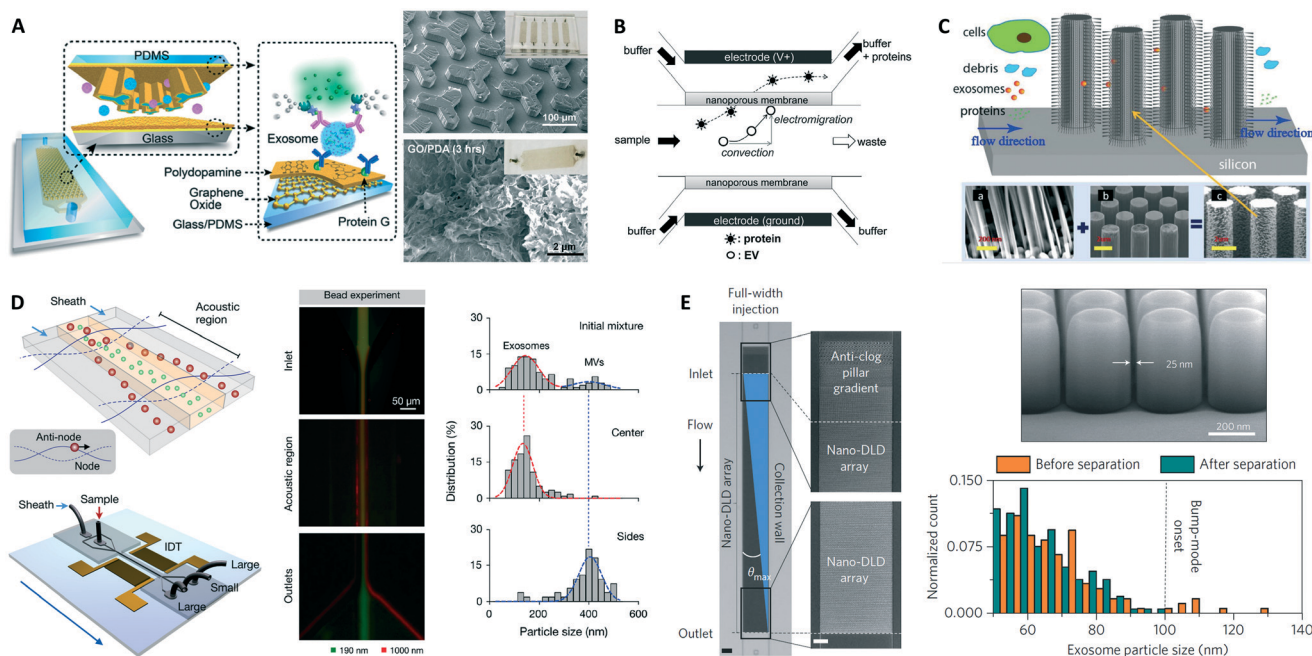 A
PDMS
Glass
Exosome
Polydopamine
Graphene
Oxide
Glass/PDMS
Protein G
100 μm
GO/PDA (3 hrs)
2 μm
B
buffer
electrode (V+)
buffer
+ proteins
nanoporous membrane
electromigration
sample
convection
waste
nanoporous membrane
electrode (ground)
buffer
buffer
: protein
: EV
C
cells
debris
exosomes
proteins
flow direction
flow direction
silicon
a
b
c
+
=
D
Sheath
Acoustic
region
Anti-node
Node
Sample
Sheath
IDT
Large
Small
Large
Bead experiment
Inlet
50 μm
Acoustic region
Outlets
190 nm
1000 nm
Distribution (%)
30
Initial mixture
Exosomes
MVs
15
0
30
Center
15
0
30
Sides
15
0
0
200
400
600
Particle size (nm)
E
Full-width
injection
Inlet
Flow
Nano-DLD array
Collection wall
θmax
Outlet
Anti-clog
pillar
gradient
Nano-DLD
array
Nano-DLD
array
25 nm
200 nm
Before separation
After separation
Normalized count
0.150
0.075
0.000
Bump-mode
onset
60
80
100
120
140
Exosome particle size (nm)